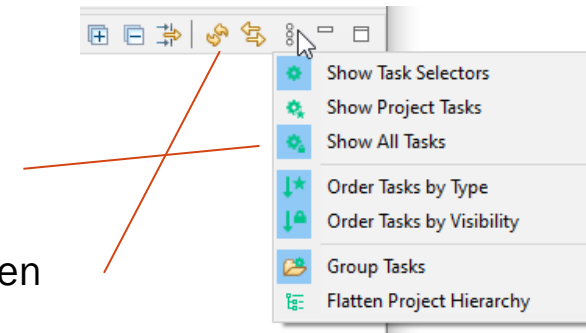 Show Task Selectors
Show Project Tasks
Show All Tasks
Order Tasks by Type
Order Tasks by Visibility
en
Group Tasks
Flatten Project Hierarchy